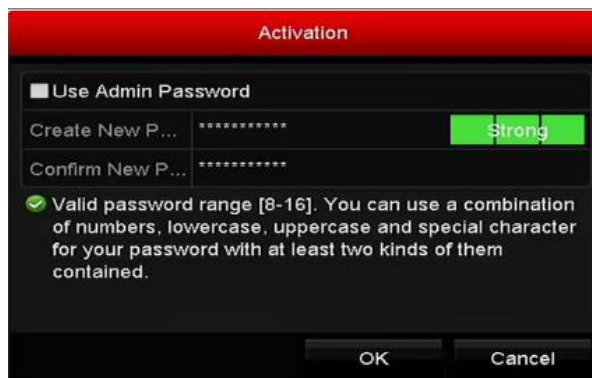 Activation
Use Admin Password
Create New P... *********** Strong
Confirm New P... ***********
Valid password range [8-16]. You can use a combination
of numbers, lowercase, uppercase and special character
for your password with at least two kinds of them
contained.
OK Cancel